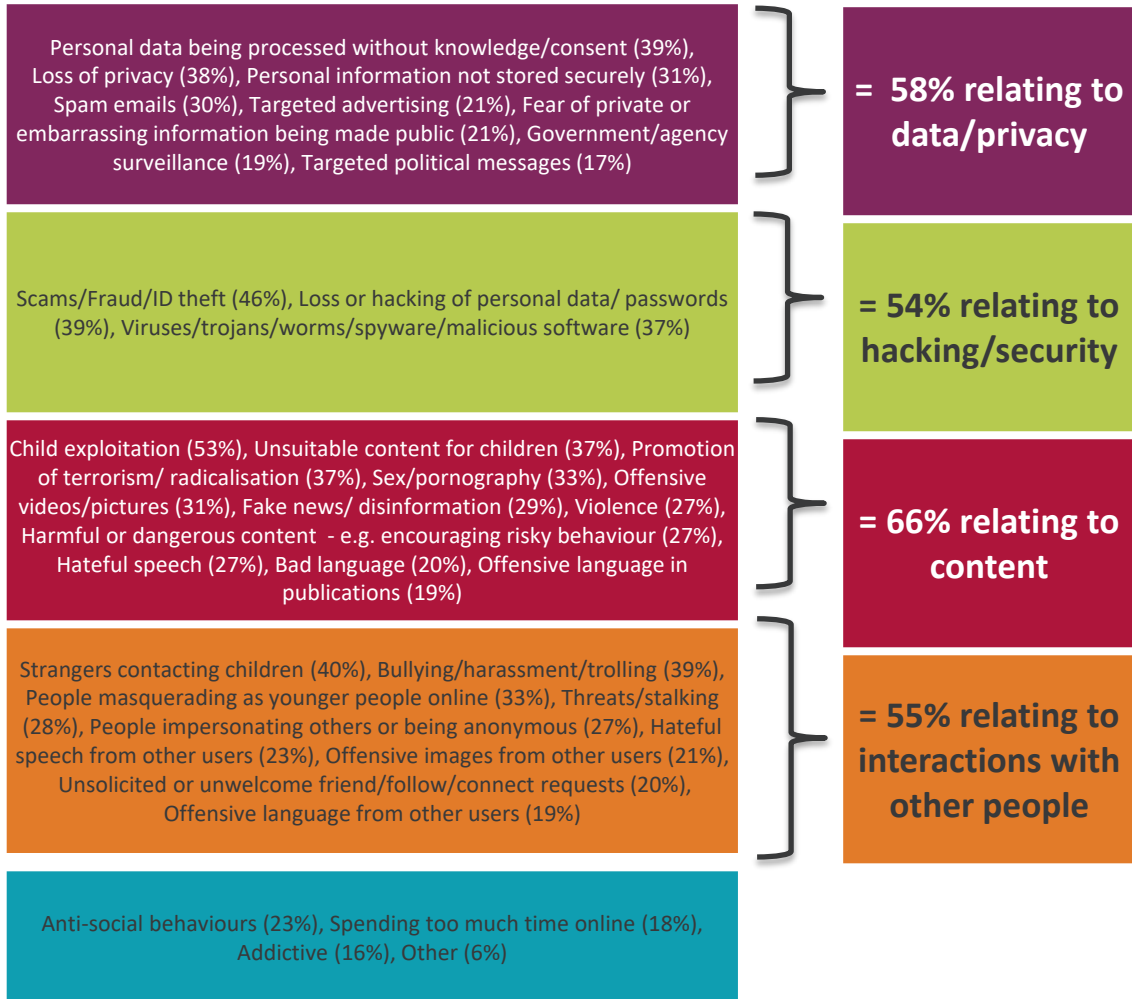 Personal data being processed without knowledge/consent (39%),
Loss of privacy (38%), Personal information not stored securely (31%),
Spam emails (30%), Targeted advertising (21%), Fear of private or
embarrassing information being made public (21%), Government/agency
surveillance (19%), Targeted political messages (17%)
= 58% relating to
data/privacy
Scams/Fraud/ID theft (46%), Loss or hacking of personal data/ passwords
(39%), Viruses/trojans/worms/spyware/malicious software (37%)
= 54% relating to
hacking/security
Child exploitation (53%), Unsuitable content for children (37%), Promotion
of terrorism/ radicalisation (37%), Sex/pornography (33%), Offensive
videos/pictures (31%), Fake news/ disinformation (29%), Violence (27%),
Harmful or dangerous content - e.g. encouraging risky behaviour (27%),
Hateful speech (27%), Bad language (20%), Offensive language in
publications (19%)
= 66% relating to
content
Strangers contacting children (40%), Bullying/harassment/trolling (39%),
People masquerading as younger people online (33%), Threats/stalking
(28%), People impersonating others or being anonymous (27%), Hateful
speech from other users (23%), Offensive images from other users (21%),
Unsolicited or unwelcome friend/follow/connect requests (20%),
Offensive language from other users (19%)
= 55% relating to
interactions with
other people
Anti-social behaviours (23%), Spending too much time online (18%),
Addictive (16%), Other (6%)